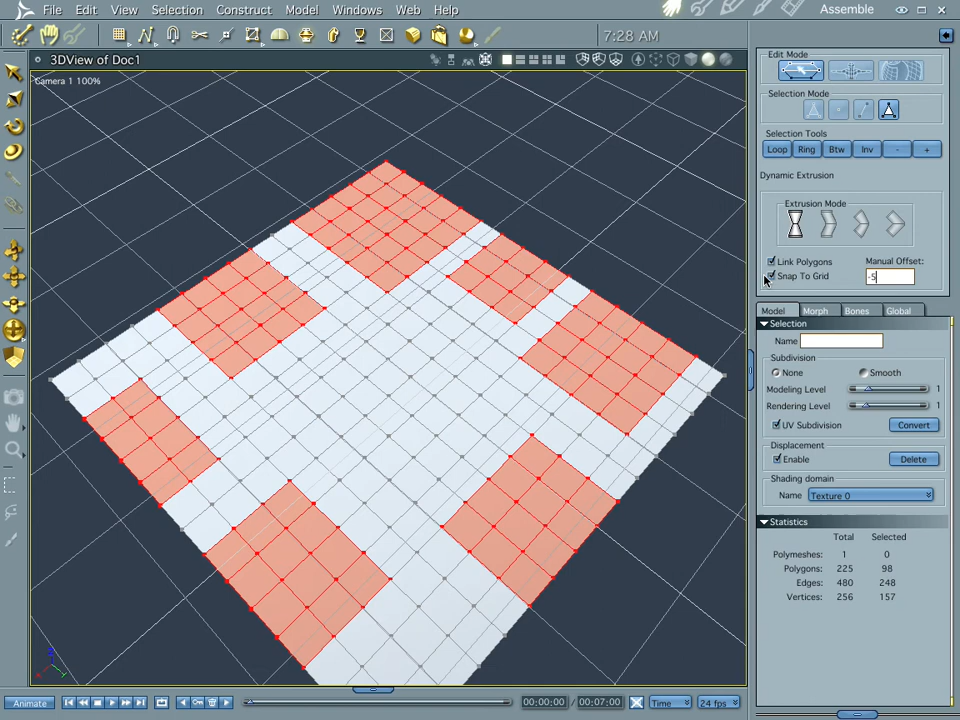 File Edit View Selection Construct Model Windows Web Help
Assemble
7:28 AM
3DView of Doc1
Camera 1 100%
Edit Mode
Selection Mode
Selection Tools
Loop Ring Btw Inv - +
Dynamic Extrusion
Extrusion Mode
Link Polygons
Manual Offset:
Snap To Grid
-5
Model Morph Bones Global
Selection
Name
Subdivision
None Smooth
Modeling Level 1
Rendering Level 1
UV Subdivision Convert
Displacement
Enable Delete
Shading domain
Name Texture 0
Statistics
Total Selected
Polymeshes: 1 0
Polygons: 225 98
Edges: 480 248
Vertices: 256 157
Animate
00:00:00 / 00:07:00
Time
24 fps